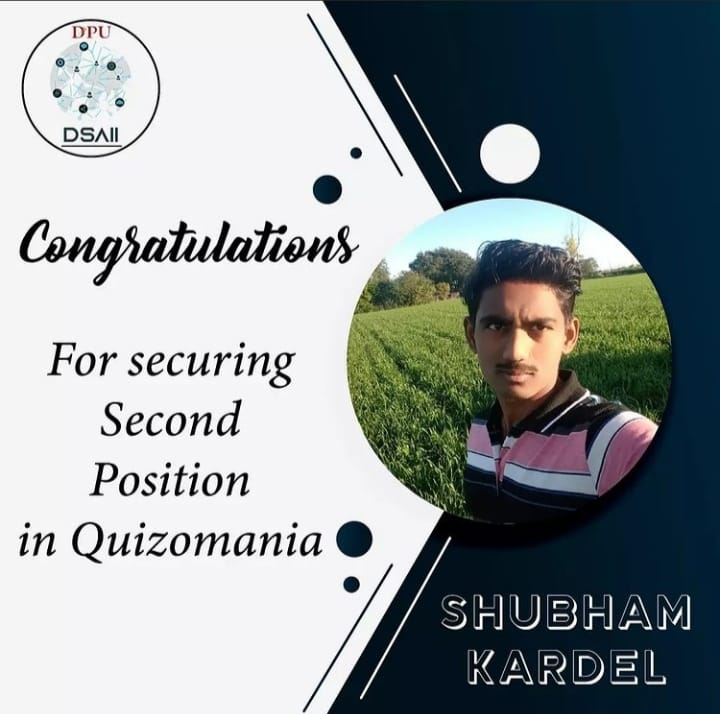 DPU
DSAII
Congratulations
For securing
Second
Position
in Quizomania
SHUBHAM
KARDEL